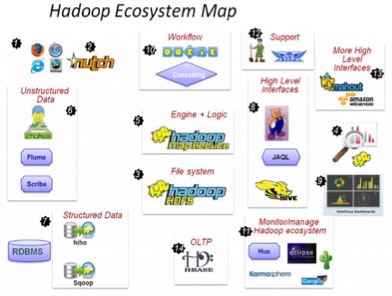 Hadoop Ecosystem Map
1
2
nutch
Workflow
10
OOZIE
Cascading
12
Support
More High
Level
Interfaces
13
mahout
amazon
web services
Unstructured
Data
6
Chukwa
Flume
Scribe
Engine + Logic
5
hadoop
MapReduce
High Level
Interfaces
8
JAQL
HIVE
4
File system
3
hadoop
HDFS
9
Intellicus Dashboards
7
Structured Data
RDBMS
hiho
Sqoop
OLTP
14
HBASE
Monitor/manage
Hadoop ecosystem
11
Hue
eclipse
Karmasphere
Ganglia